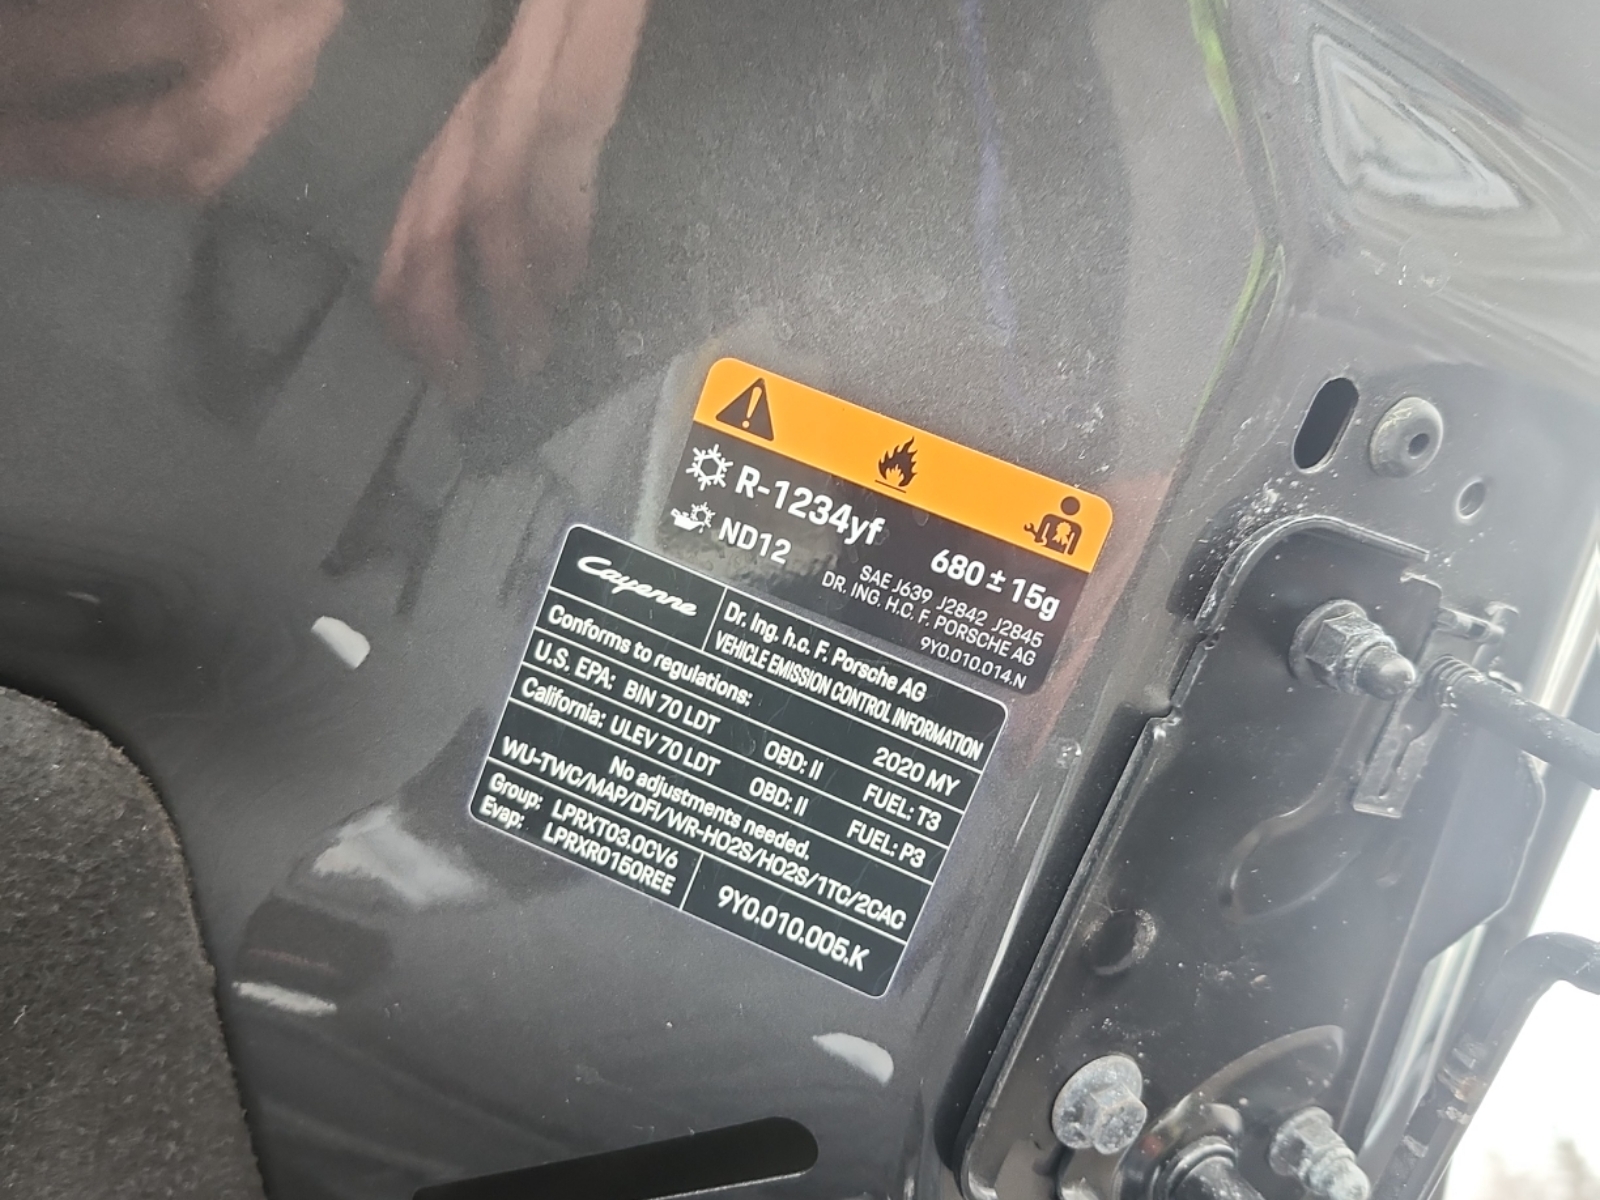 R-1234yf
ND12
680 ± 15g
SAE J639 J2842 J2845
DR. ING. H.C. F. PORSCHE AG
9Y0.010.014.N
Cayenne
Dr. Ing. h.c. F. Porsche AG
VEHICLE EMISSION CONTROL INFORMATION
Conforms to regulations: 2020 MY
U.S. EPA: BIN 70 LDT OBD: II FUEL: T3
California: ULEV 70 LDT OBD: II FUEL: P3
No adjustments needed.
WU-TWC/MAP/DFI/WR-HO2S/HO2S/1TC/2CAC
Group: LPRXT03.0CV6
Evap: LPRXR0150REE
9Y0.010.005.K